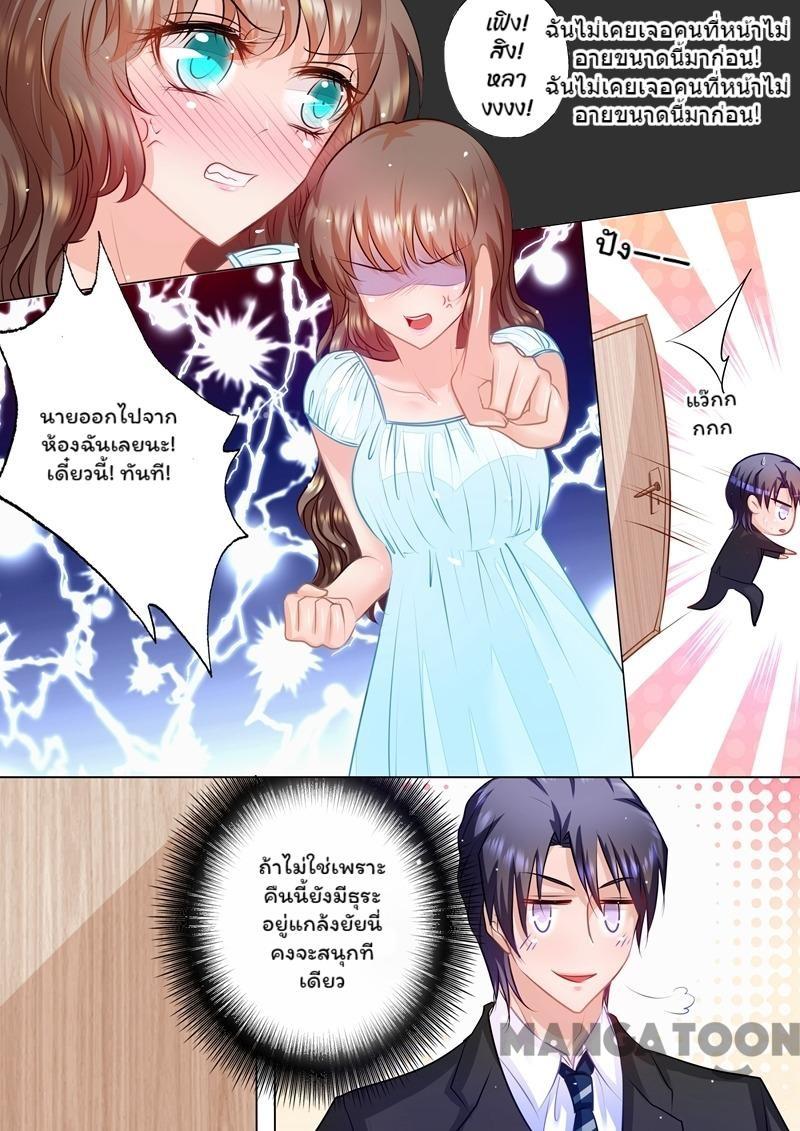 เฟิง!
สิง!
หลา
งงงง!
ฉันไม่เคยเจอคนที่หน้าไม่
อายขนาดนี้มาก่อน!
ฉันไม่เคยเจอคนที่หน้าไม่
อายขนาดนี้มาก่อน!
ปัง——
นายออกไปจาก
ห้องฉันเลยนะ!
เดี๋ยวนี้! ทันที!
แว๊กก
กกก
ถ้าไม่ใช่เพราะ
คืนนี้ยังมีธุระ
อยู่แกล้งยัยนี่
คงจะสนุกที
เดียว
MANGATOON